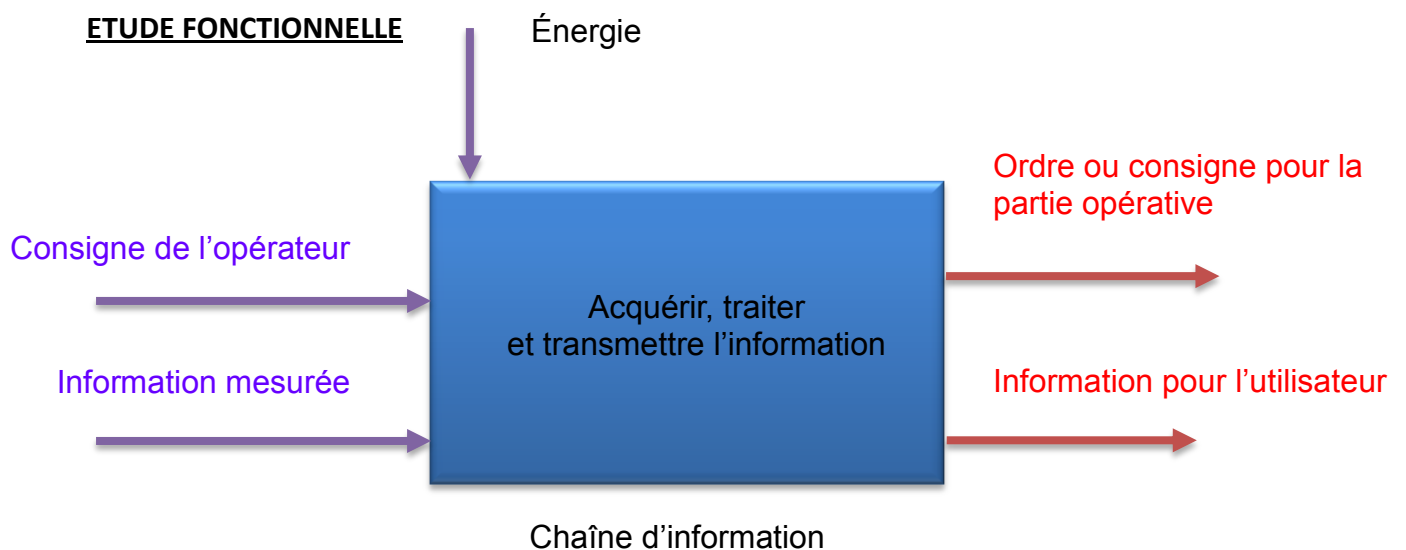 ETUDE FONCTIONNELLE
Énergie
Ordre ou consigne pour la
partie opérative
Consigne de l’opérateur
Acquérir, traiter
et transmettre l’information
Information mesurée
Information pour l’utilisateur
Chaîne d’information